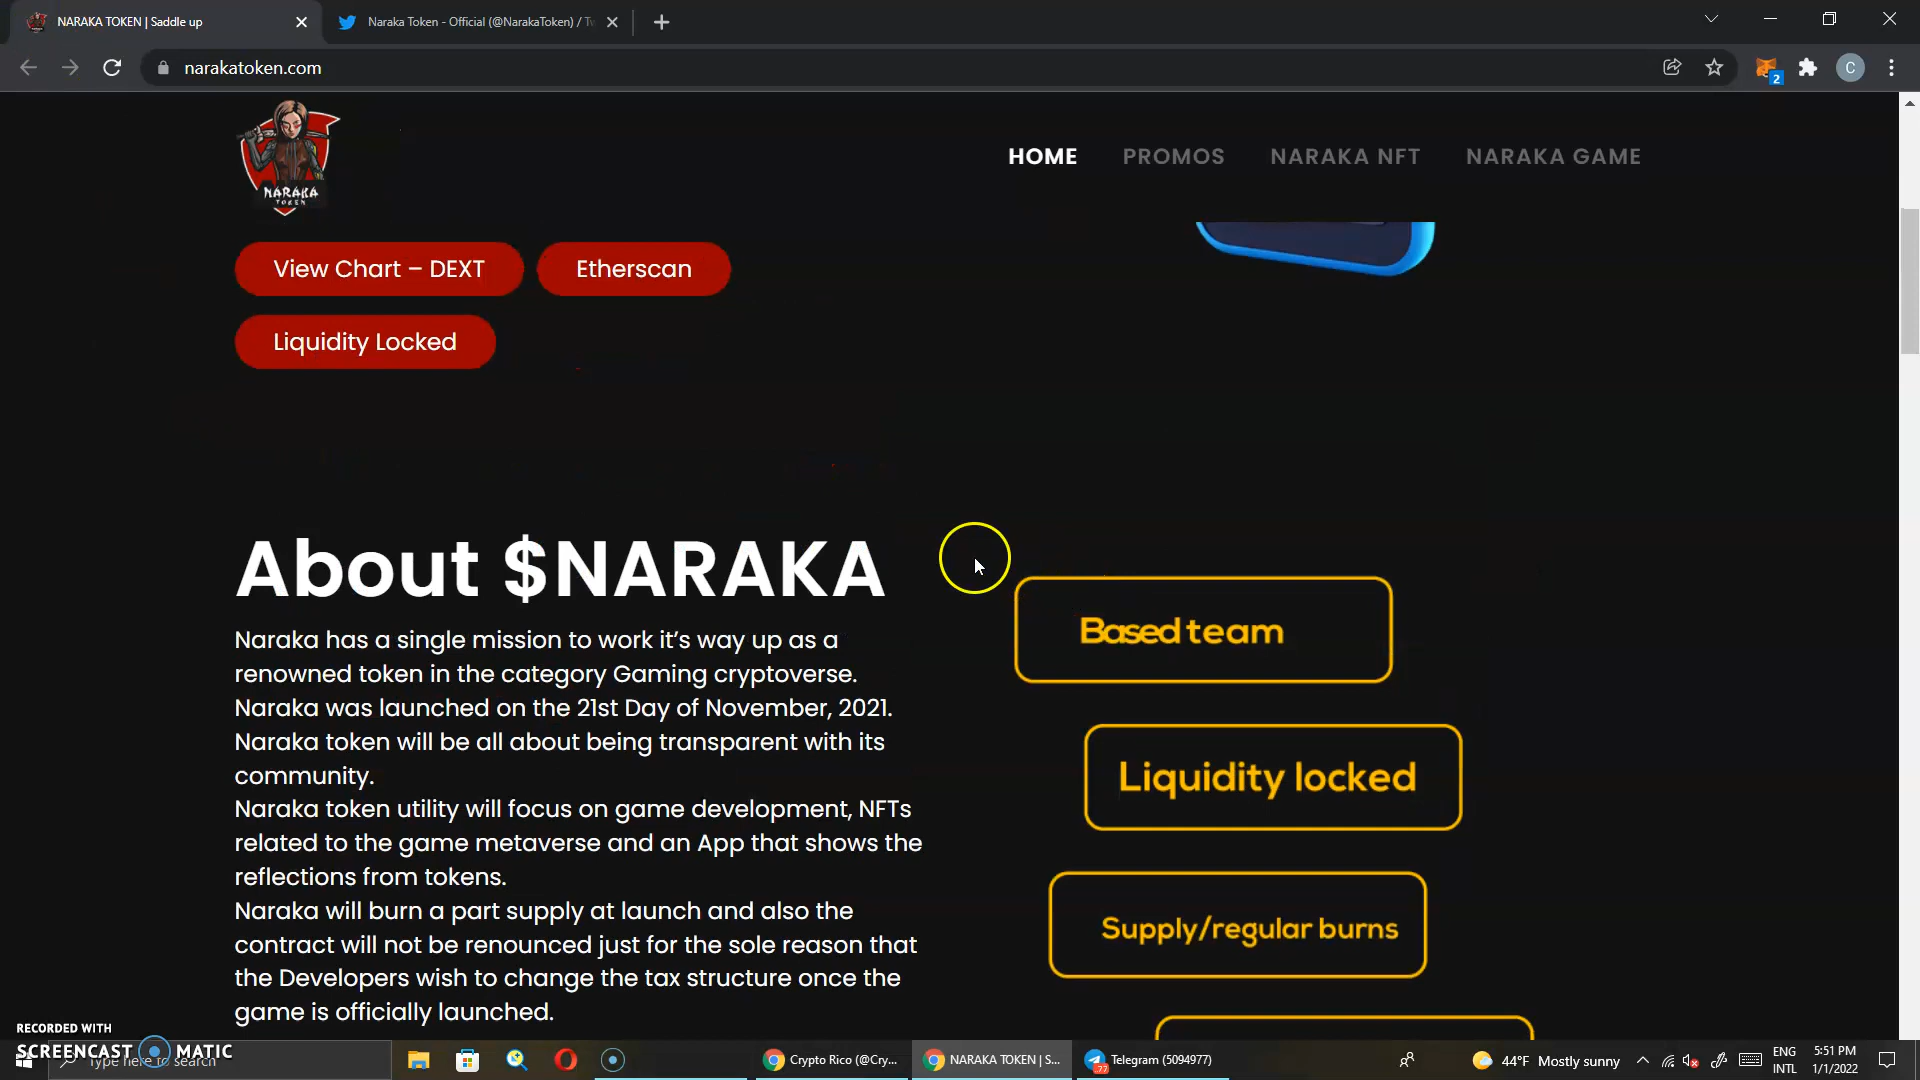 NARAKA TOKEN | Saddle up
Naraka Token - Official (@NarakaToken) / Tw
narakatoken.com
2
C
NARAKA
TOKEN
HOME
PROMOS
NARAKA NFT
NARAKA GAME
View Chart – DEXT
Etherscan
Liquidity Locked
About $NARAKA
Naraka has a single mission to work it's way up as a
renowned token in the category Gaming cryptoverse.
Naraka was launched on the 21st Day of November, 2021.
Naraka token will be all about being transparent with its
community.
Naraka token utility will focus on game development, NFTs
related to the game metaverse and an App that shows the
reflections from tokens.
Naraka will burn a part supply at launch and also the
contract will not be renounced just for the sole reason that
the Developers wish to change the tax structure once the
game is officially launched.
Based team
Liquidity locked
Supply/regular burns
RECORDED WITH
SCREENCAST MATIC
Type here to search
Crypto Rico (@Cry...
NARAKA TOKEN | S...
Telegram (5094977)
44°F Mostly sunny
ENG
INTL
5:51 PM
1/1/2022